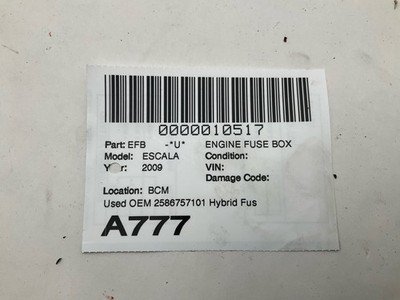 0000010517
Part: EFB -*U* ENGINE FUSE BOX
Model: ESCALA Condition:
Year: 2009 VIN:
Damage Code:
Location: BCM
Used OEM 2586757101 Hybrid Fus
A777